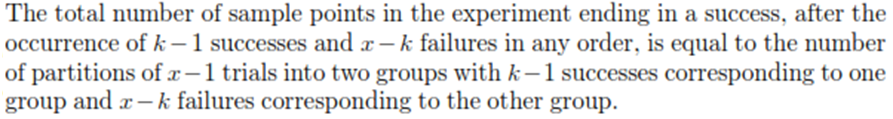 The total number of sample points in the experiment ending in a success, after the
occurrence of k − 1 successes and x − k failures in any order, is equal to the number
of partitions of x − 1 trials into two groups with k − 1 successes corresponding to one
group and x − k failures corresponding to the other group.